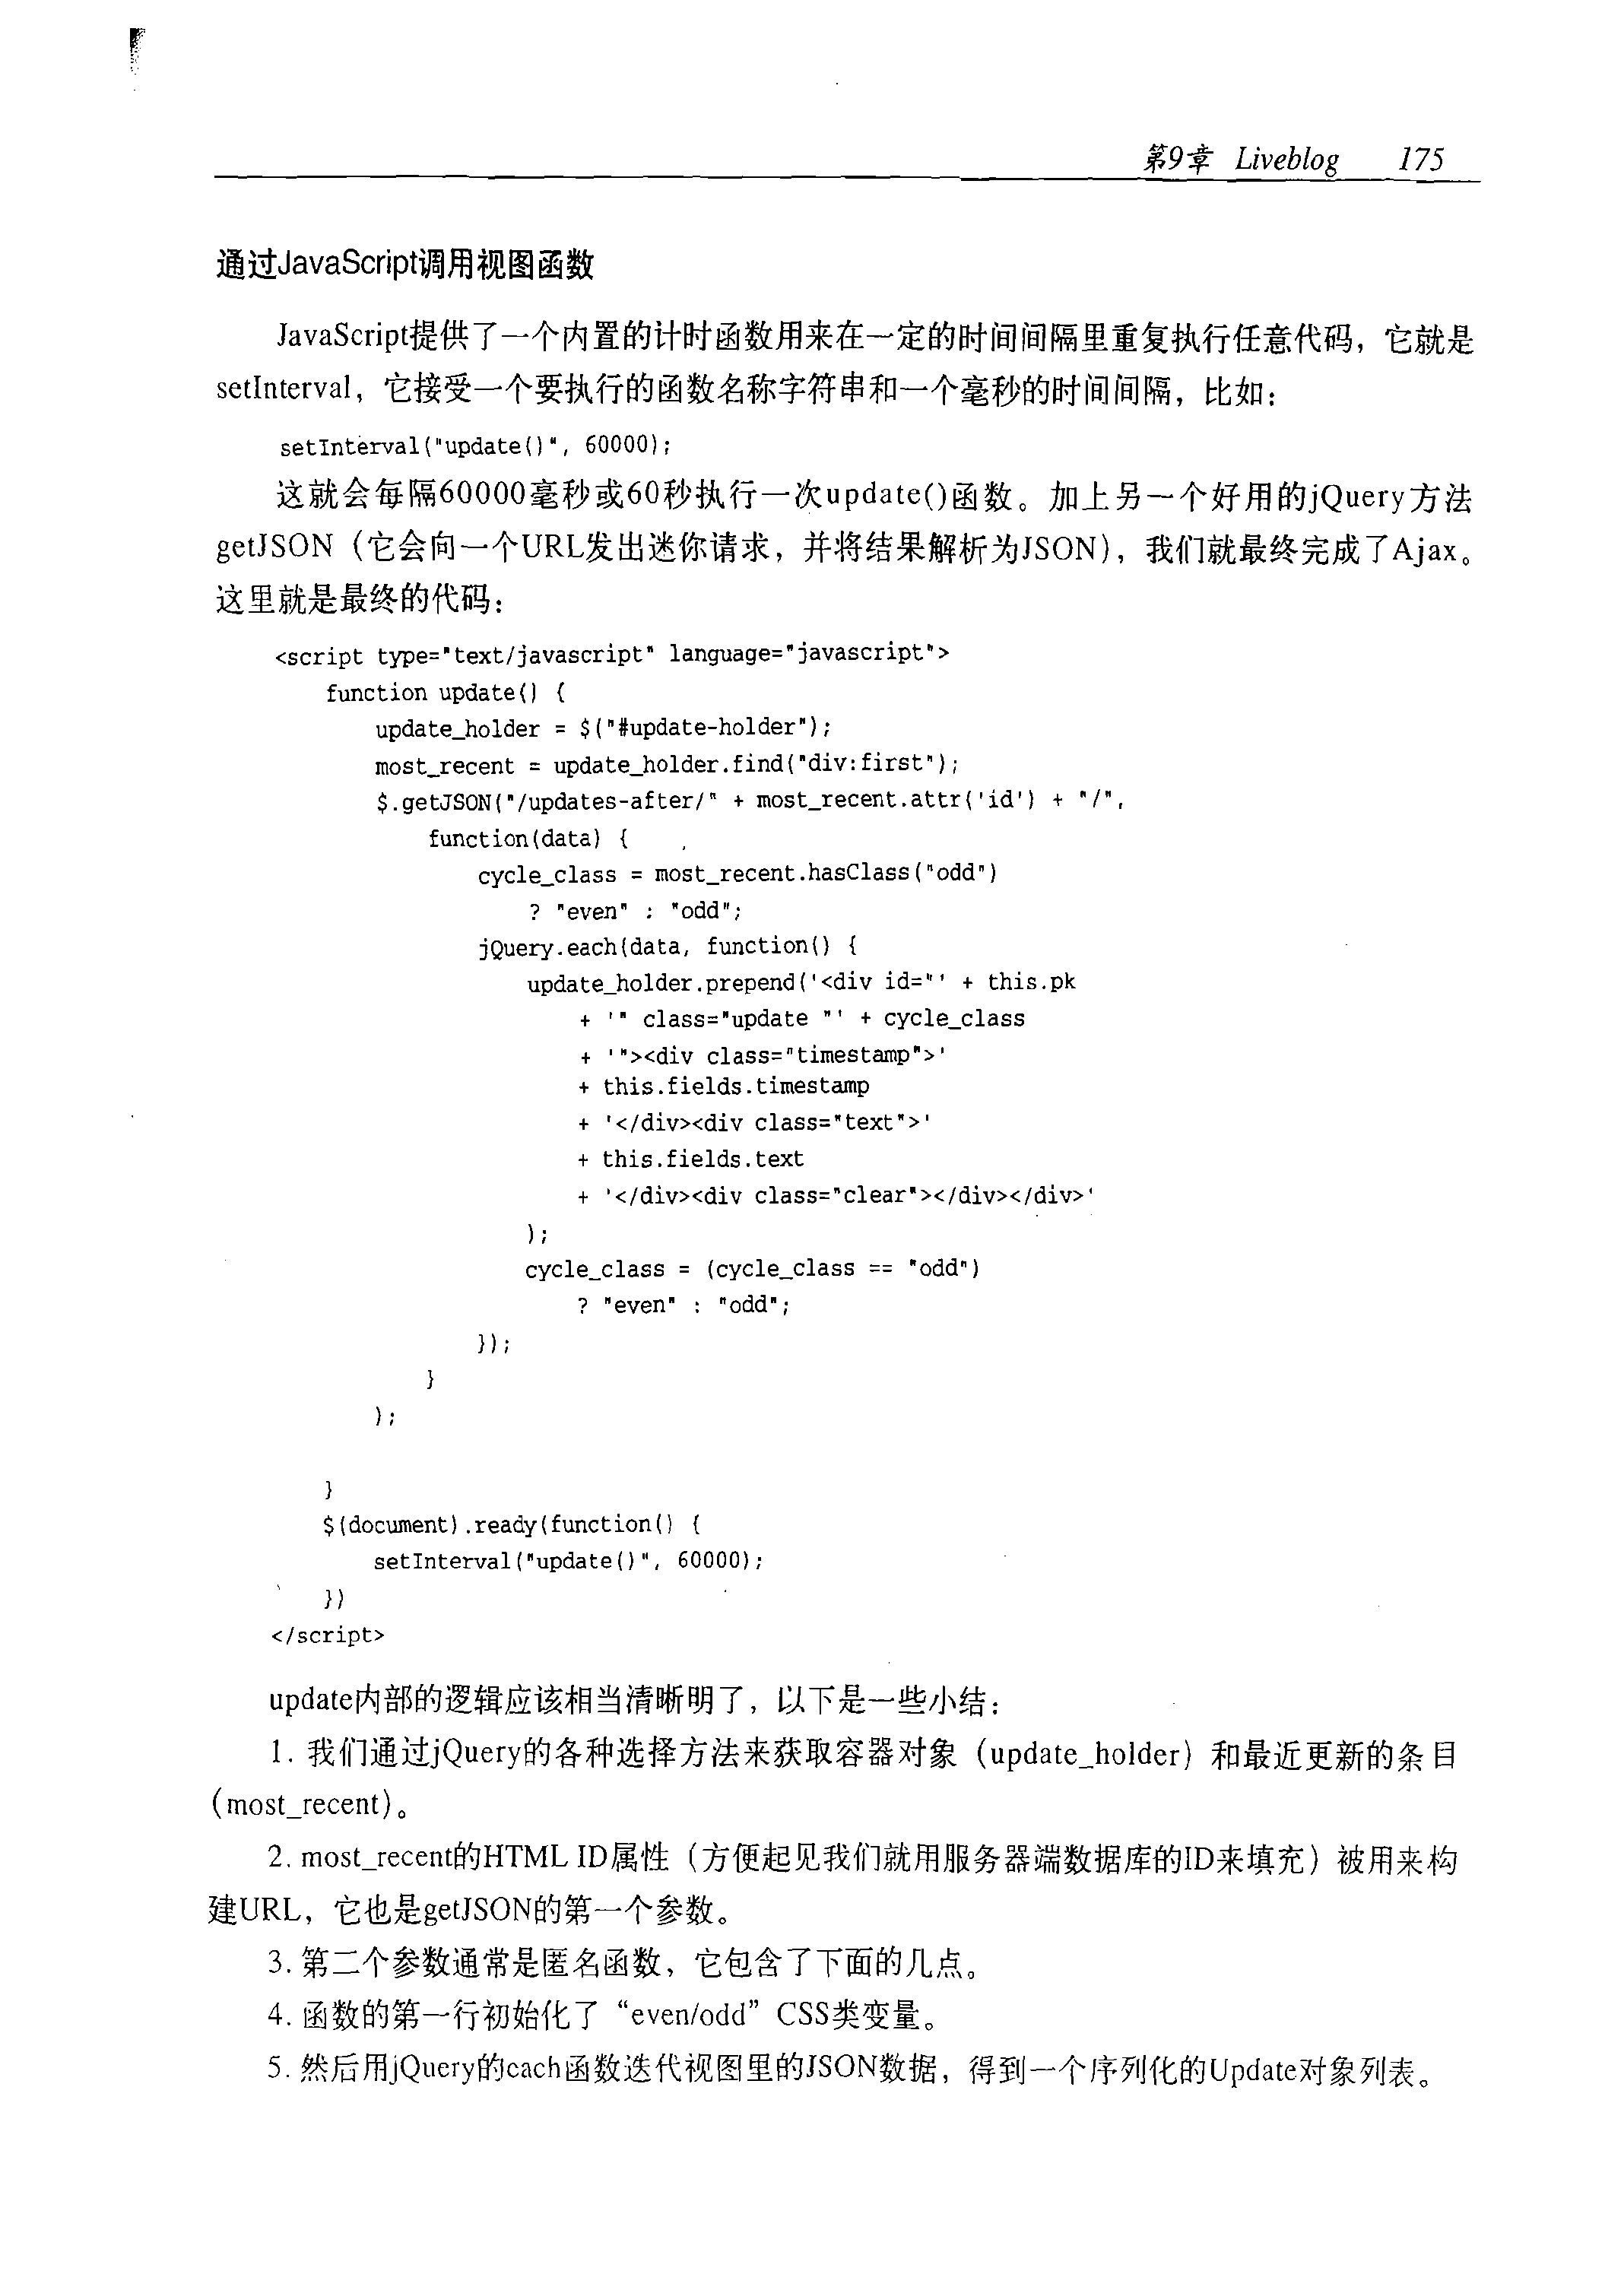 第9章 Liveblog 175
通过JavaScript调用视图函数
JavaScript提供了一个内置的计时函数用来在一定的时间间隔里重复执行任意代码，它就是
setInterval，它接受一个要执行的函数名称字符串和一个毫秒的时间间隔，比如：
setInterval("update()", 60000);
这就会每隔60000毫秒或60秒执行一次update()函数。加上另一个好用的jQuery方法
getJSON（它会向一个URL发出迷你请求，并将结果解析为JSON），我们就最终完成了Ajax。
这里就是最终的代码：
<script type="text/javascript" language="javascript">
    function update() {
        update_holder = $("#update-holder");
        most_recent = update_holder.find("div:first");
        $.getJSON("/updates-after/" + most_recent.attr('id') + "/",
            function(data) {
                cycle_class = most_recent.hasClass("odd")
                    ? "even" : "odd";
                jQuery.each(data, function() {
                    update_holder.prepend('<div id="' + this.pk
                        + '" class="update "' + cycle_class
                        + '"><div class="timestamp">'
                        + this.fields.timestamp
                        + '</div><div class="text">'
                        + this.fields.text
                        + '</div><div class="clear"></div></div>'
                    );
                    cycle_class = (cycle_class == "odd")
                        ? "even" : "odd";
                });
            }
        );
    }
    $(document).ready(function() {
        setInterval("update()", 60000);
    })
</script>
update内部的逻辑应该相当清晰明了，以下是一些小结：
1. 我们通过jQuery的各种选择方法来获取容器对象（update_holder）和最近更新的条目
（most_recent）。
2. most_recent的HTML ID属性（方便起见我们就用服务器端数据库的ID来填充）被用来构
建URL，它也是getJSON的第一个参数。
3. 第二个参数通常是匿名函数，它包含了下面的几点。
4. 函数的第一行初始化了“even/odd”CSS类变量。
5. 然后用jQuery的each函数迭代视图里的JSON数据，得到一个序列化的Update对象列表。